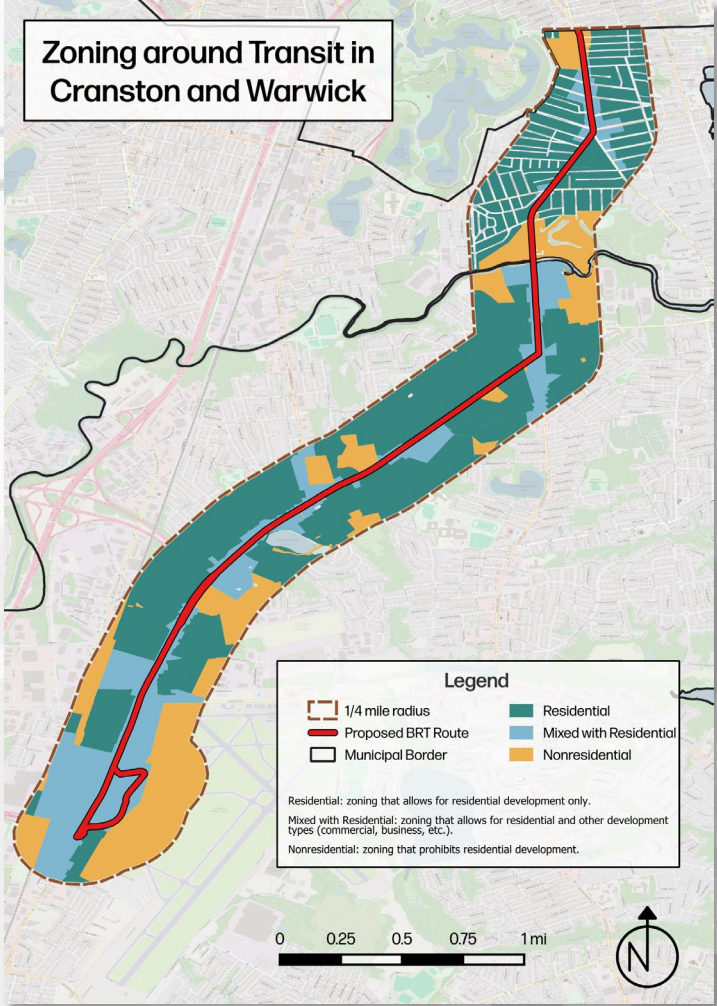 Zoning around Transit in
Cranston and Warwick
Legend
1/4 mile radius
Proposed BRT Route
Municipal Border
Residential
Mixed with Residential
Nonresidential
Residential: zoning that allows for residential development only.
Mixed with Residential: zoning that allows for residential and other development
types (commercial, business, etc.).
Nonresidential: zoning that prohibits residential development.
0 0.25 0.5 0.75 1 mi
N